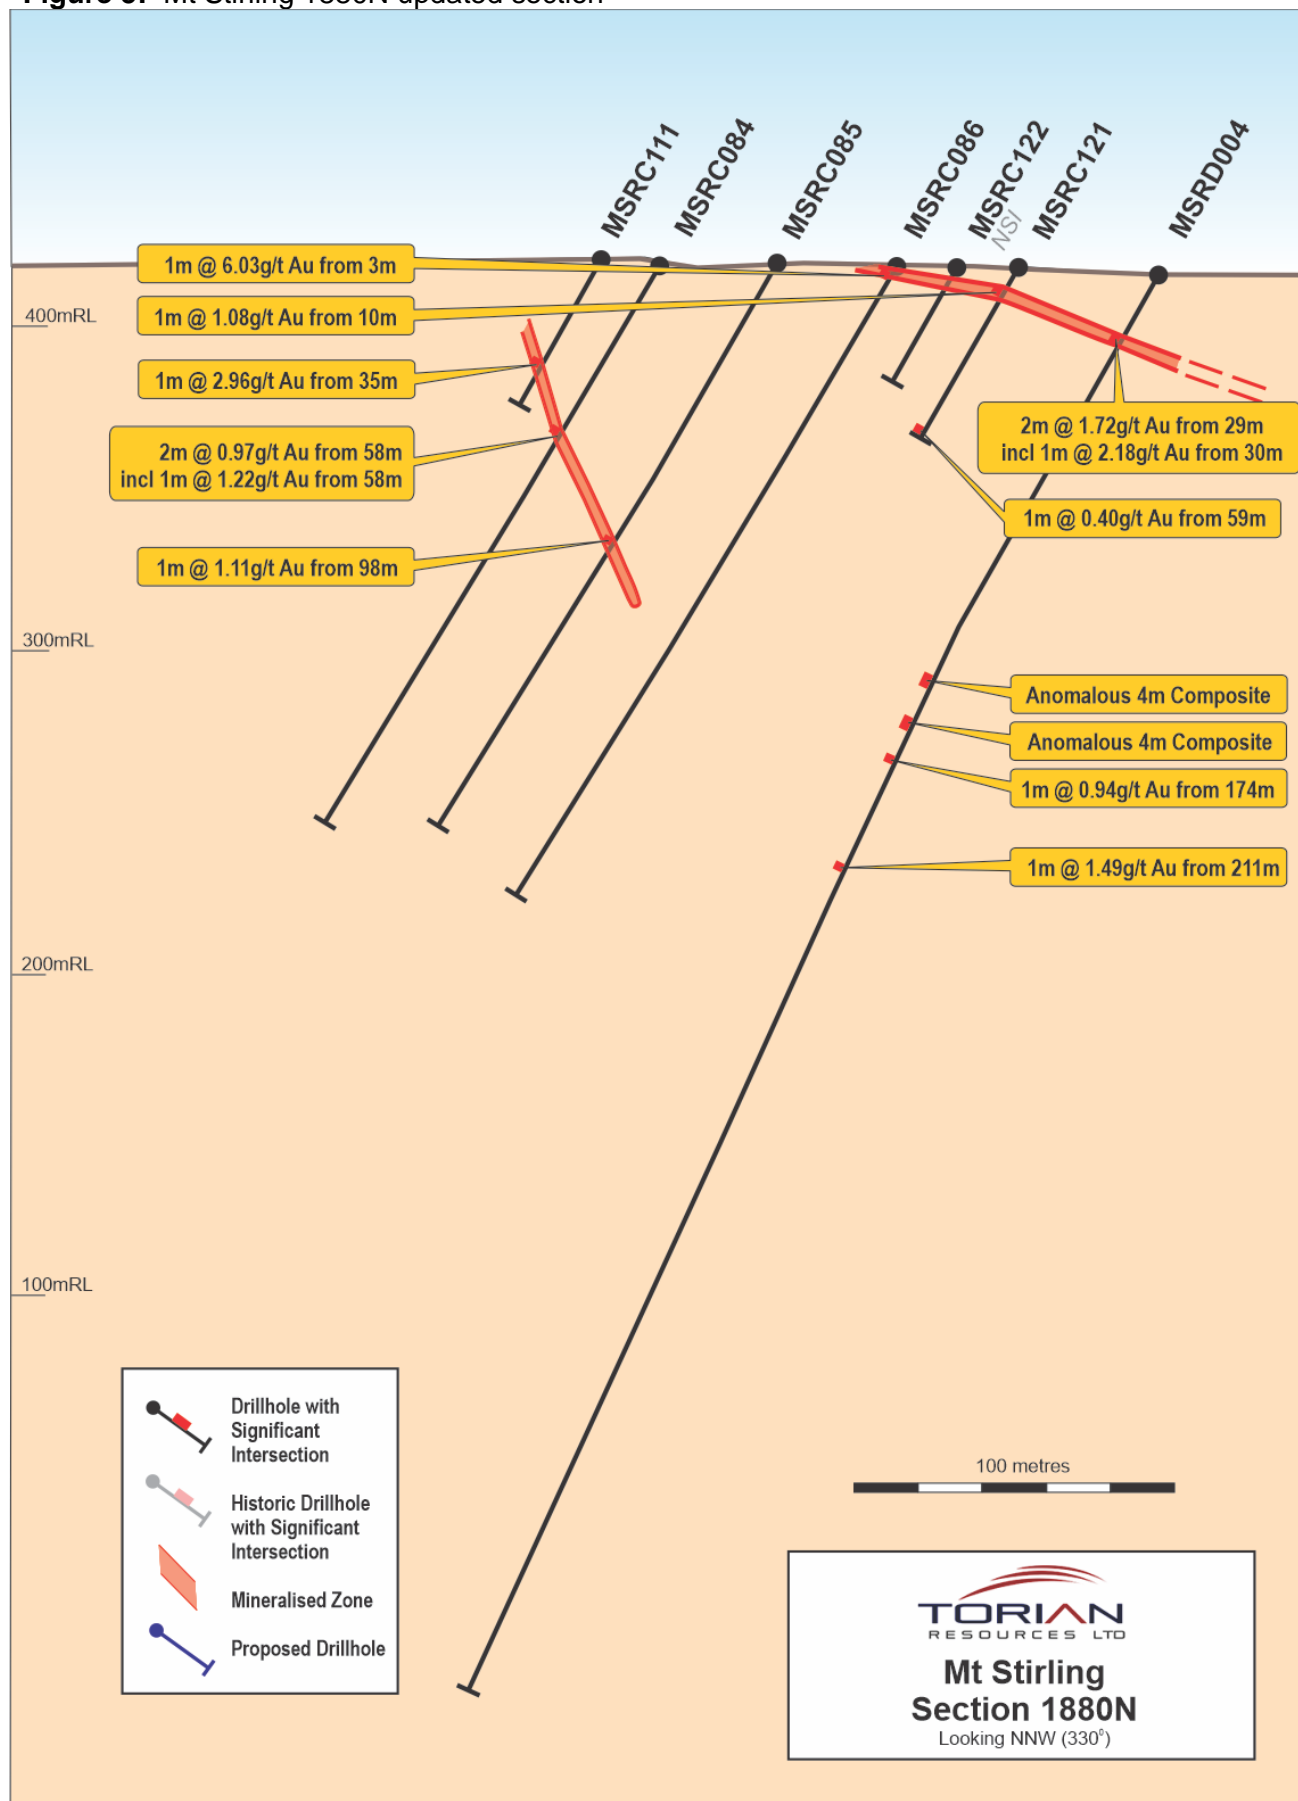 MSRC111
MSRC084
MSRC085
MSRC086
MSRC122
NSI
MSRC121
MSRD004
1m @ 6.03g/t Au from 3m
1m @ 1.08g/t Au from 10m
400mRL
1m @ 2.96g/t Au from 35m
2m @ 0.97g/t Au from 58m
incl 1m @ 1.22g/t Au from 58m
2m @ 1.72g/t Au from 29m
incl 1m @ 2.18g/t Au from 30m
1m @ 0.40g/t Au from 59m
1m @ 1.11g/t Au from 98m
300mRL
Anomalous 4m Composite
Anomalous 4m Composite
1m @ 0.94g/t Au from 174m
1m @ 1.49g/t Au from 211m
200mRL
100mRL
Drillhole with
Significant
Intersection
Historic Drillhole
with Significant
Intersection
Mineralised Zone
Proposed Drillhole
100 metres
TORIAN
RESOURCES LTD
Mt Stirling
Section 1880N
Looking NNW (330⁰)